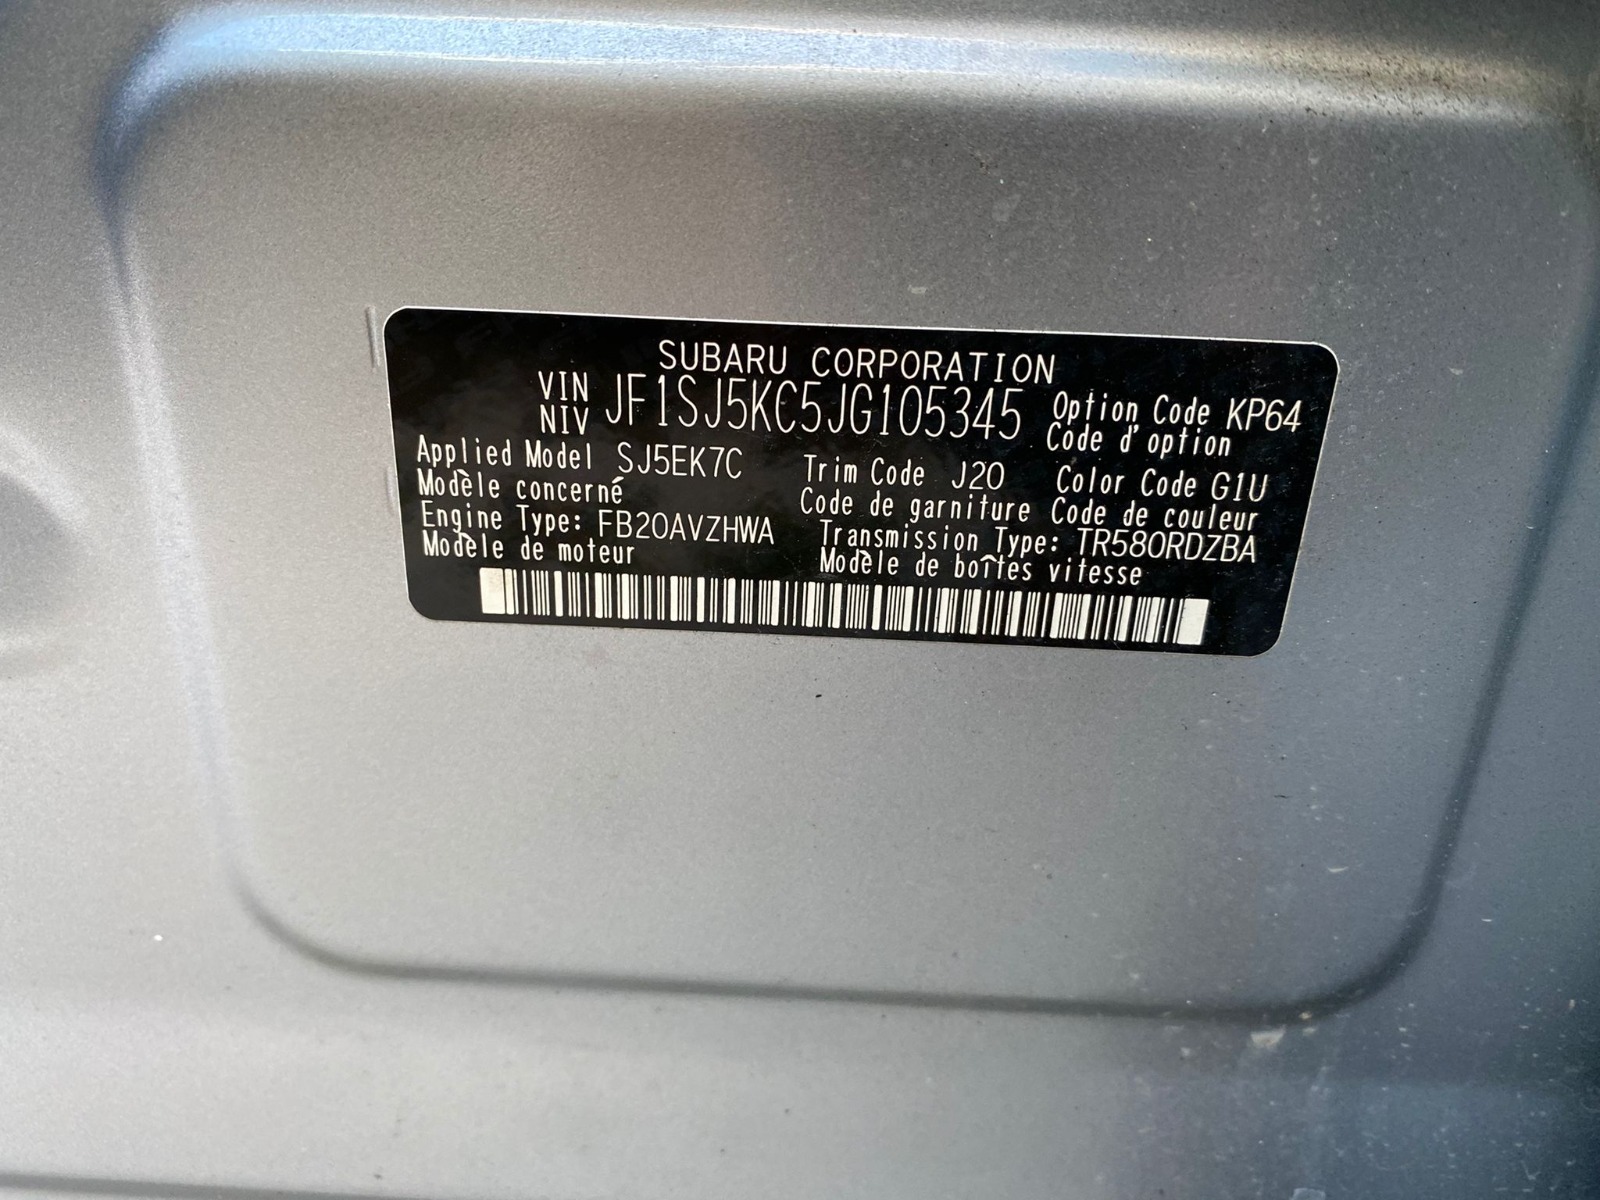 SUBARU CORPORATION
VIN NIV JF1SJ5KC5JG105345 Option Code KP64
Code d'option
Applied Model SJ5EK7C Trim Code J20 Color Code G1U
Modèle concerné Code de garniture Code de couleur
Engine Type: FB20AVZHWA Transmission Type: TR580RDZBA
Modèle de moteur Modèle de boîtes vitesse